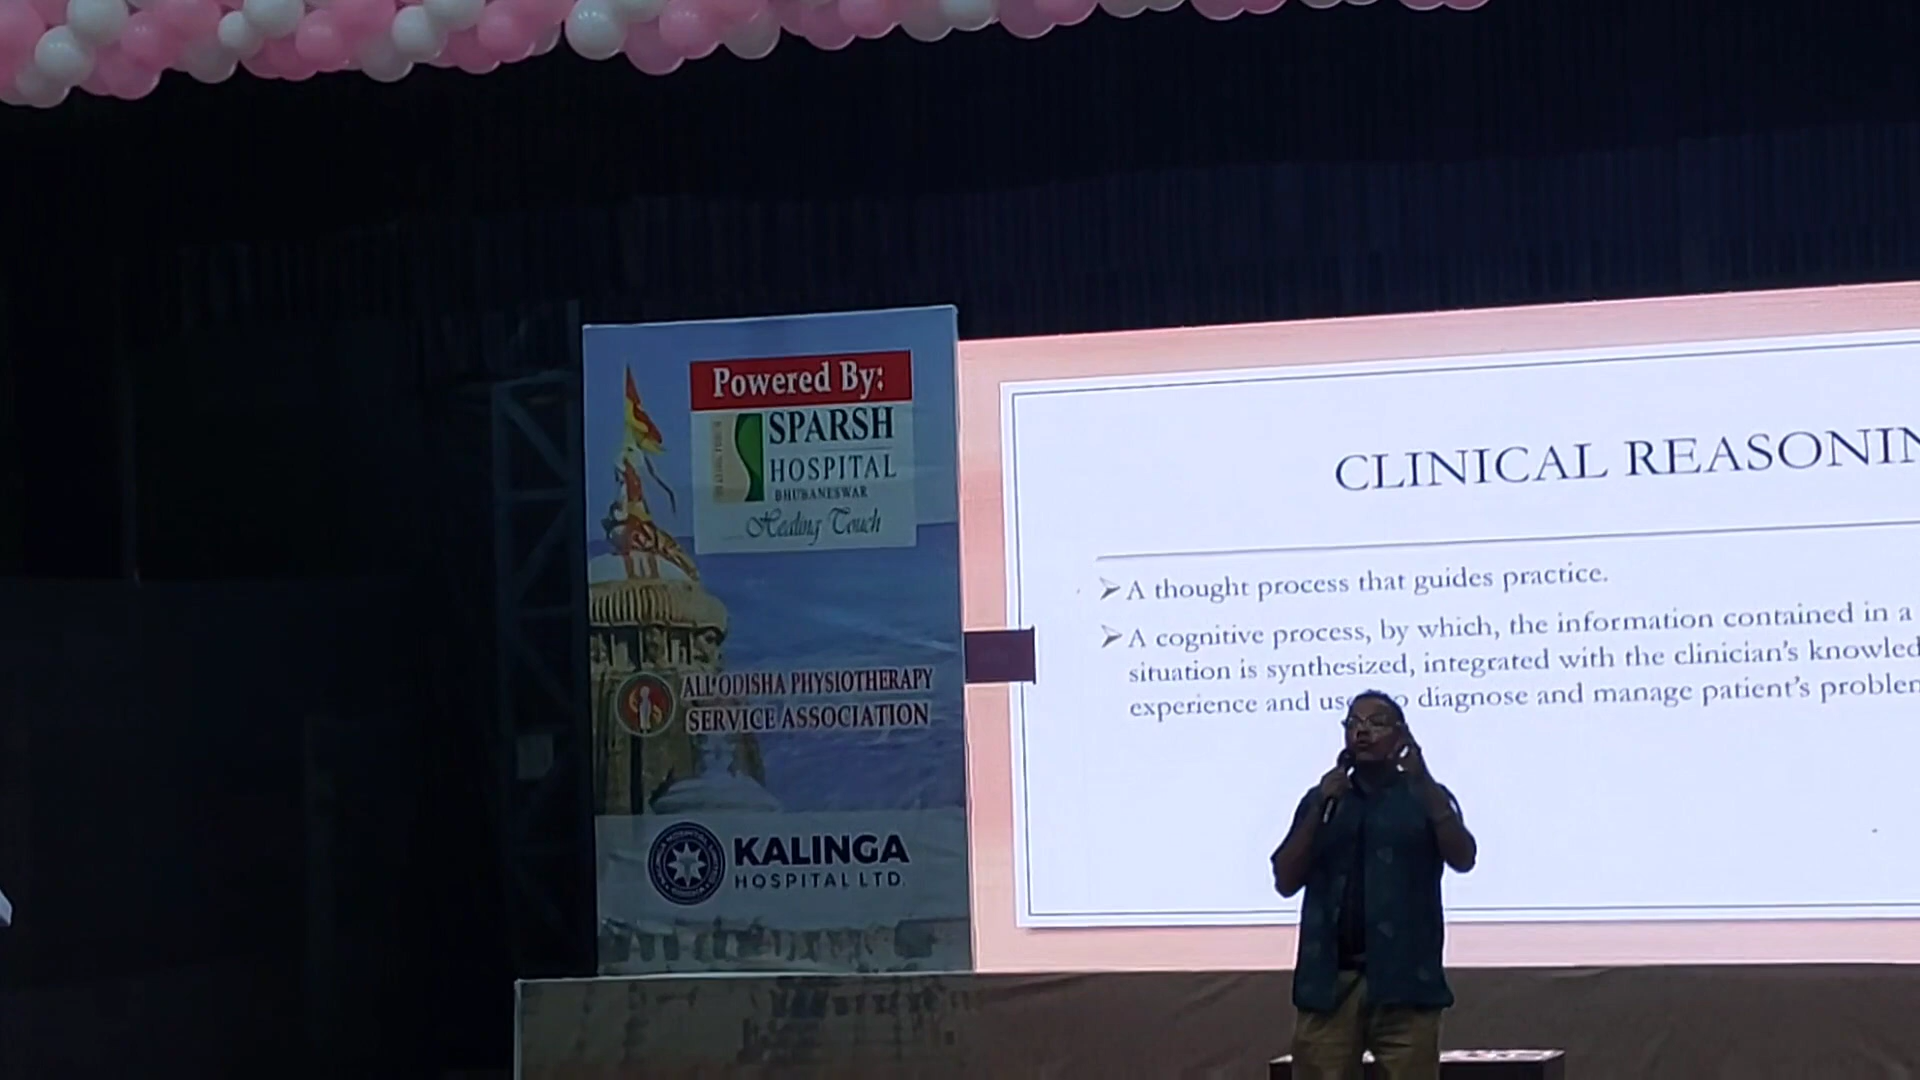 Powered By:
SPARSH
HOSPITAL
BHUBANESWAR
Healing Touch
ALL ODISHA PHYSIOTHERAPY
SERVICE ASSOCIATION
KALINGA
HOSPITAL LTD.
CLINICAL REASONIN
A thought process that guides practice.
A cognitive process, by which, the information contained in a
situation is synthesized, integrated with the clinician's knowled
experience and diagnose and manage patient's problem